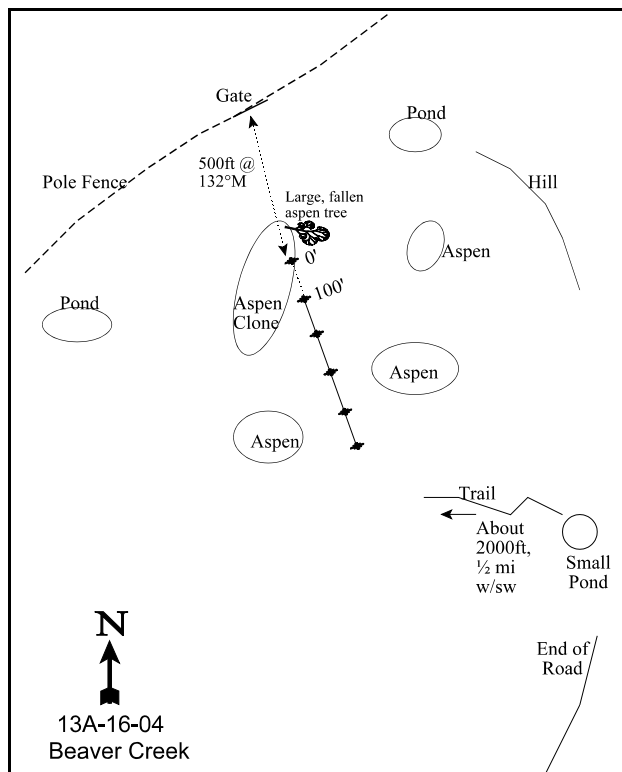 Gate
Pond
500ft @
132°M
Pole Fence
Hill
Large, fallen
aspen tree
0'
Aspen
100'
Pond
Aspen
Clone
Aspen
Aspen
Trail
About
2000ft,
½ mi
w/sw
Small
Pond
N
End of
Road
13A-16-04
Beaver Creek